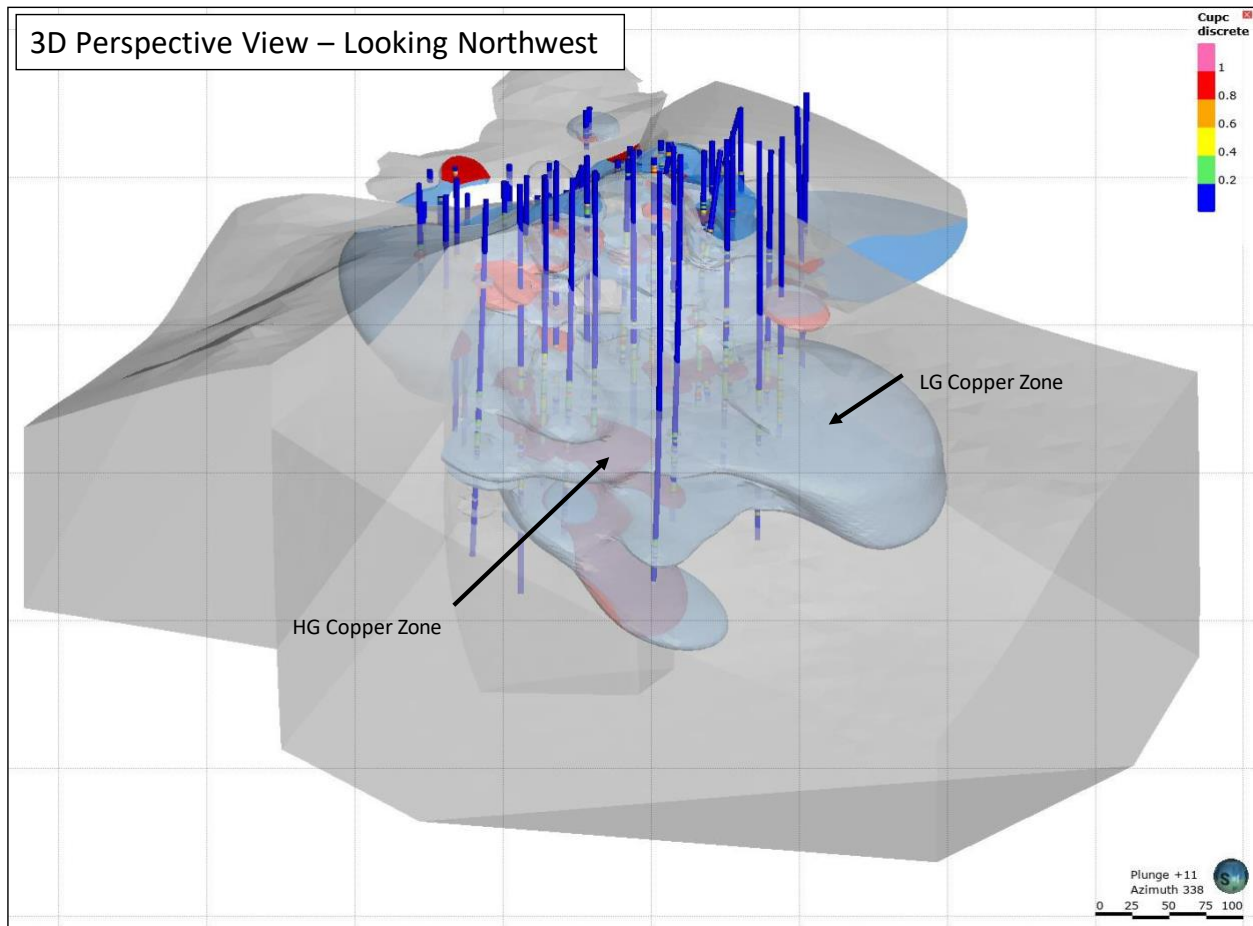 3D Perspective View – Looking Northwest
Cupc
discrete
1
0.8
0.6
0.4
0.2
LG Copper Zone
HG Copper Zone
Plunge +11
Azimuth 338
S
0 25 50 75 100